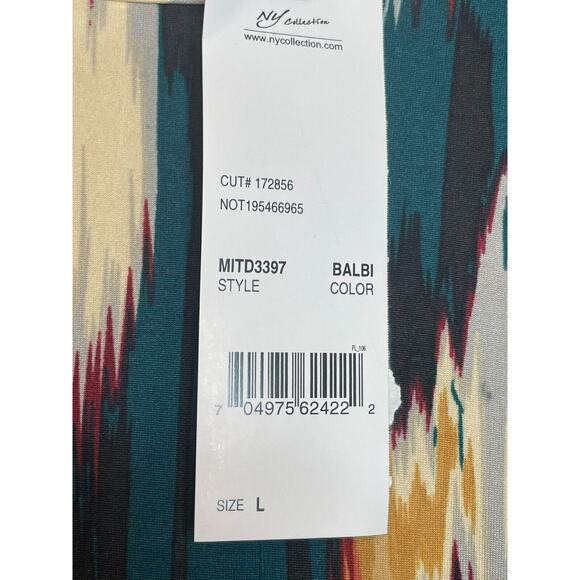 NY Collection
www.nycollection.com
CUT# 172856
NOT195466965
MITD3397 BALBI
STYLE COLOR
FL_106
7 04975 62422 2
SIZE L